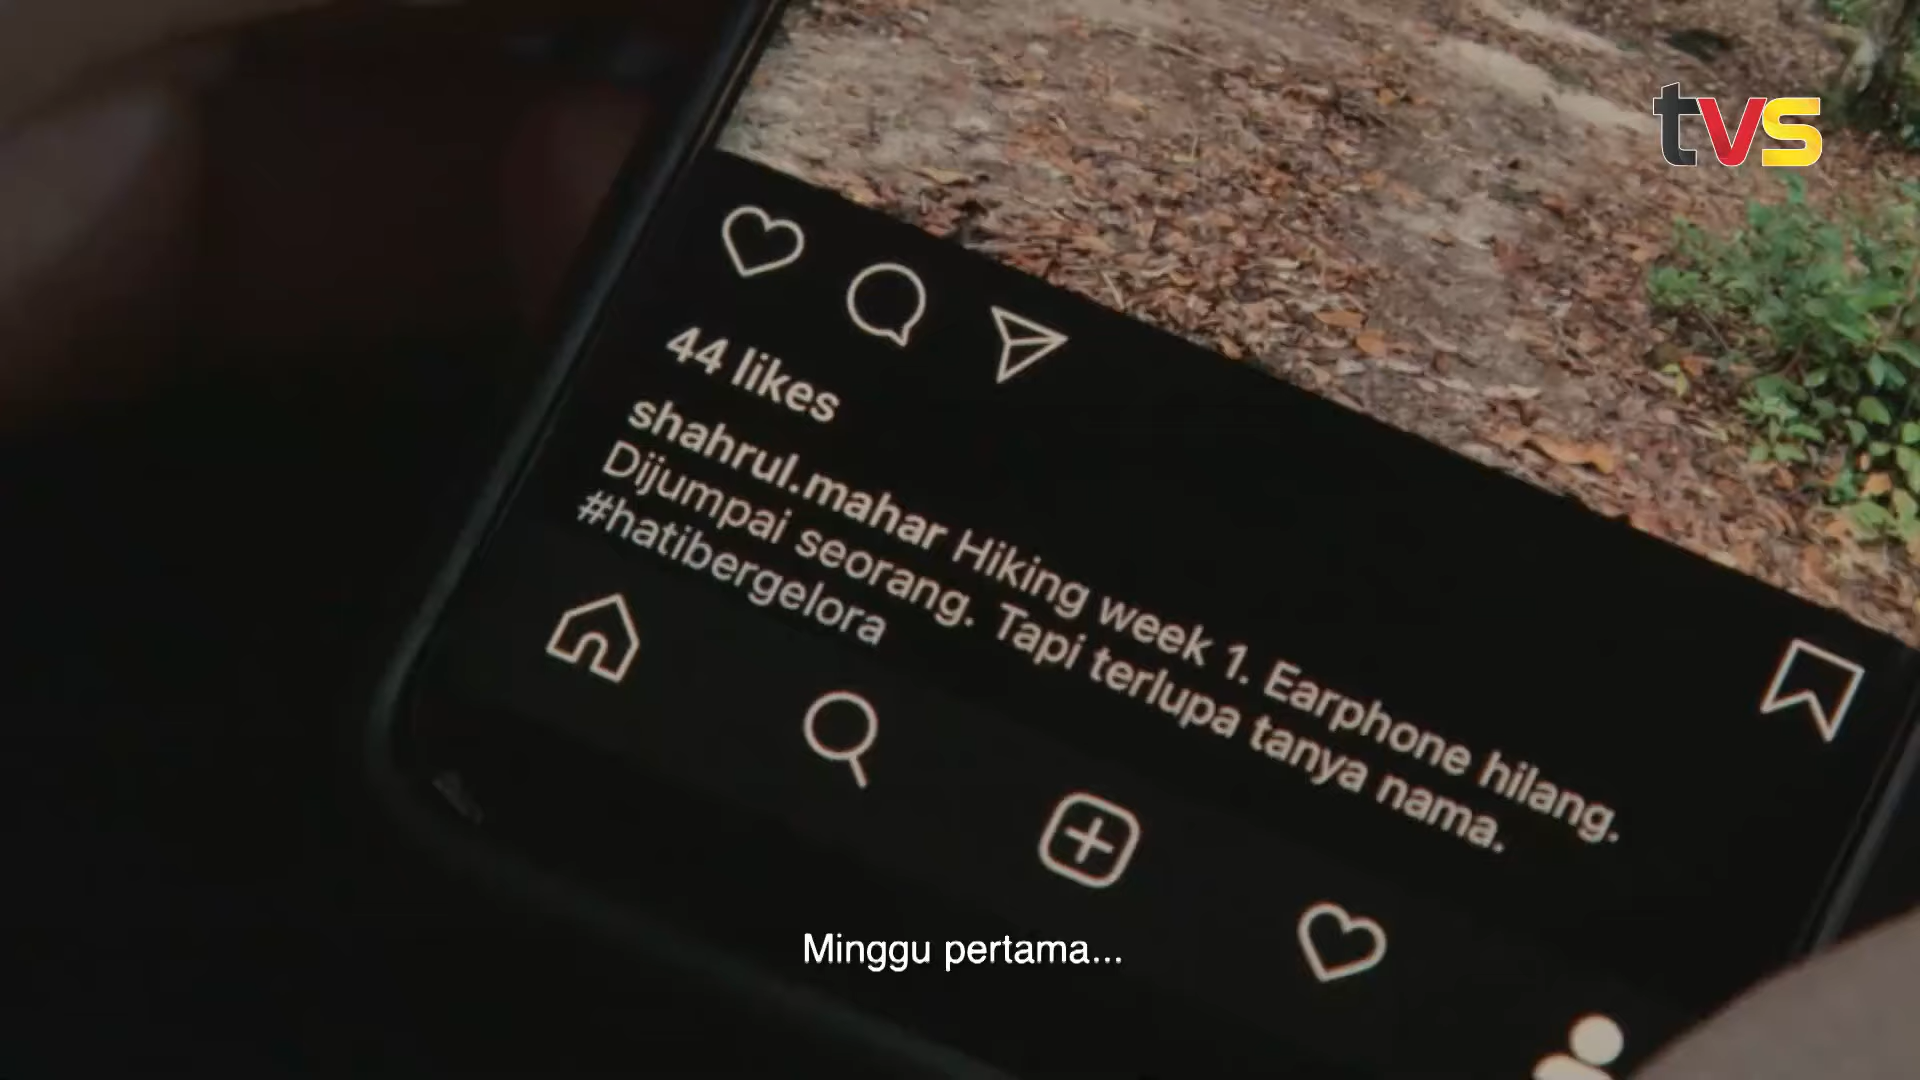 tvs
44 likes
shahrul.mahar Hiking week 1. Earphone hilang.
Dijumpai seorang. Tapi terlupa tanya nama.
#hatibergelora
Minggu pertama...